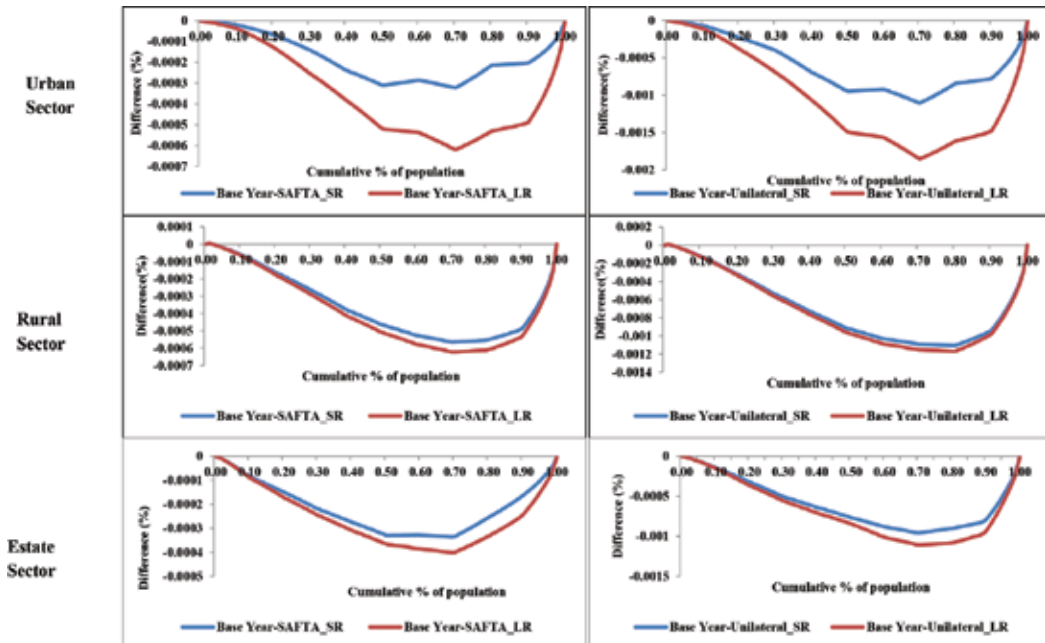 Urban
Sector
Difference (%)
0
-0.0001
-0.0002
-0.0003
-0.0004
-0.0005
-0.0006
-0.0007
0.00 0.10 0.20 0.30 0.40 0.50 0.60 0.70 0.80 0.90 1.00
Cumulative % of population
Base Year-SAFTA_SR Base Year-SAFTA_LR
Difference(%)
0
-0.0005
-0.001
-0.0015
-0.002
0.00 0.10 0.20 0.30 0.40 0.50 0.60 0.70 0.80 0.90 1.00
Cumulative % of population
Base Year-Unilateral_SR Base Year-Unilateral_LR
Rural
Sector
Difference(%)
0.0001
0
-0.0001
-0.0002
-0.0003
-0.0004
-0.0005
-0.0006
-0.0007
0.00 0.10 0.20 0.30 0.40 0.50 0.60 0.70 0.80 0.90 1.00
Cumulative % of population
Base Year-SAFTA_SR Base Year-SAFTA_LR
Difference(%)
0.0002
0
-0.0002
-0.0004
-0.0006
-0.0008
-0.001
-0.0012
-0.0014
0.00 0.10 0.20 0.30 0.40 0.50 0.60 0.70 0.80 0.90 1.00
Cumulative % of population
Base Year-Unilateral_SR Base Year-Unilateral_LR
Estate
Sector
Difference (%)
0
-0.0001
-0.0002
-0.0003
-0.0004
-0.0005
0.00 0.10 0.20 0.30 0.40 0.50 0.60 0.70 0.80 0.90 1.00
Cumulative % of population
Base Year-SAFTA_SR Base Year-SAFTA_LR
Difference (%)
0
-0.0005
-0.001
-0.0015
0.00 0.10 0.20 0.30 0.40 0.50 0.60 0.70 0.80 0.90 1.00
Cumulative % of population
Base Year-Unilateral_SR Base Year-Unilateral_LR